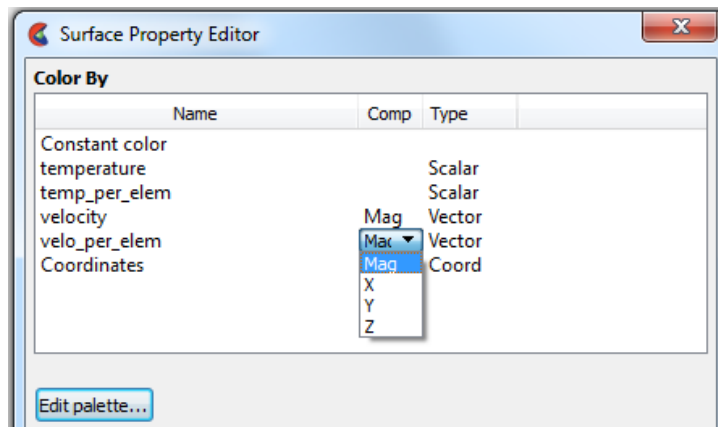 Surface Property Editor
Color By
Name Comp Type
Constant color
temperature Scalar
temp_per_elem Scalar
velocity Mag Vector
velo_per_elem Mac Vector
Coordinates Mag Coord
X
Y
Z
Edit palette...